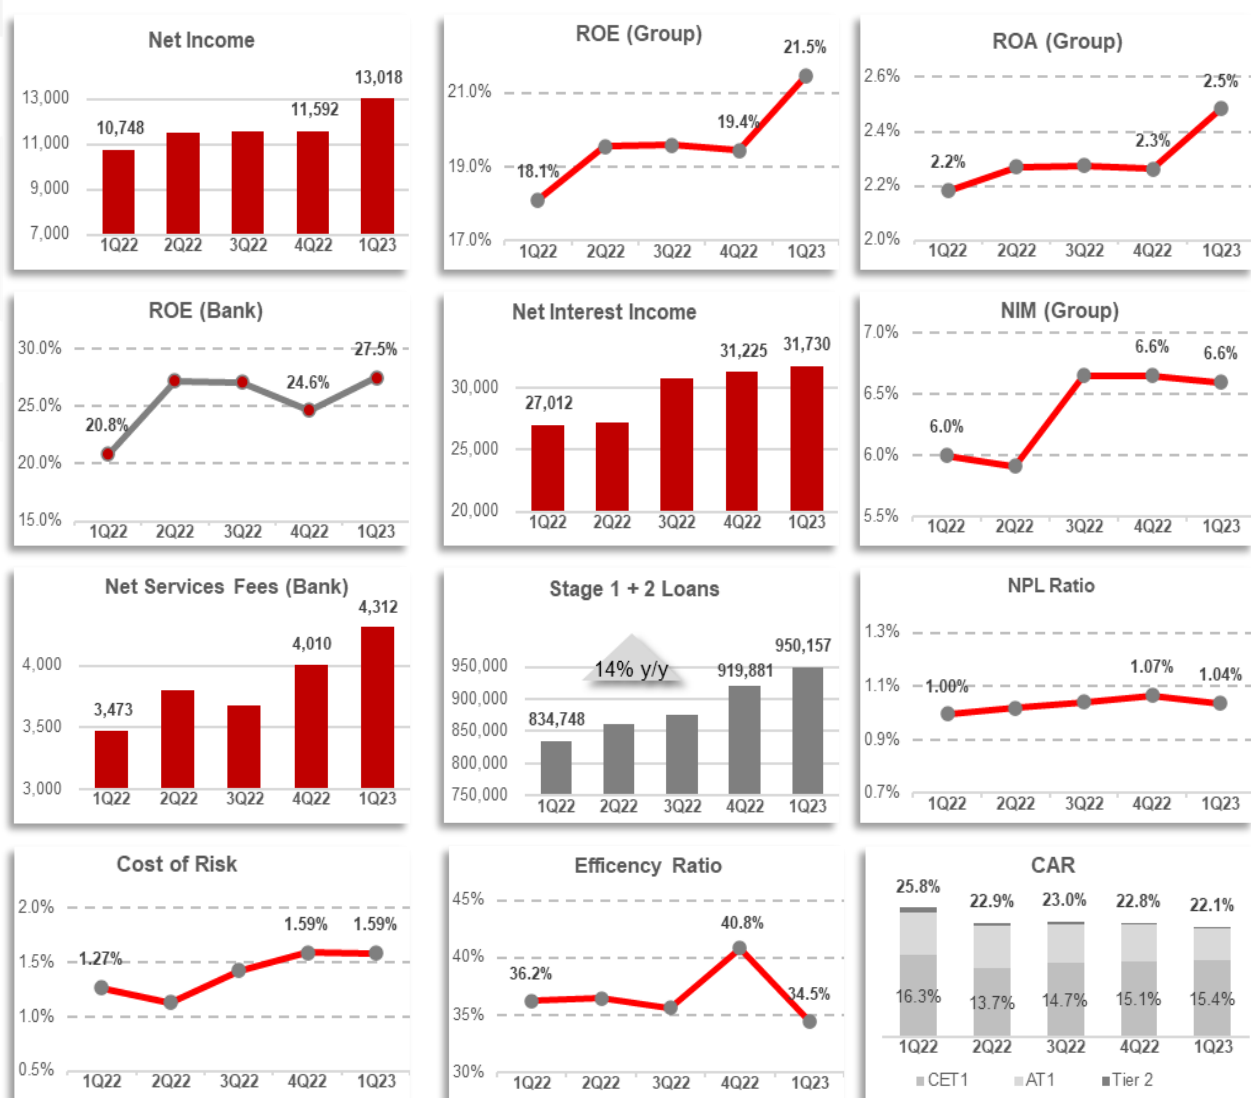 Net Income
13,018
13,000
11,592
10,748
11,000
9,000
7,000
1Q22 2Q22 3Q22 4Q22 1Q23
ROE (Group)
21.5%
21.0%
19.4%
19.0%
18.1%
17.0%
1Q22 2Q22 3Q22 4Q22 1Q23
ROA (Group)
2.6%
2.5%
2.4%
2.3%
2.2%
2.2%
2.0%
1Q22 2Q22 3Q22 4Q22 1Q23
ROE (Bank)
30.0%
27.5%
24.6%
25.0%
20.8%
20.0%
15.0%
1Q22 2Q22 3Q22 4Q22 1Q23
Net Interest Income
31,225 31,730
30,000
27,012
25,000
20,000
1Q22 2Q22 3Q22 4Q22 1Q23
NIM (Group)
7.0%
6.6% 6.6%
6.5%
6.0%
6.0%
5.5%
1Q22 2Q22 3Q22 4Q22 1Q23
Net Services Fees (Bank)
4,312
4,010
4,000
3,473
3,500
3,000
1Q22 2Q22 3Q22 4Q22 1Q23
Stage 1 + 2 Loans
950,157
14% y/y
950,000
919,881
900,000
834,748
850,000
800,000
750,000
1Q22 2Q22 3Q22 4Q22 1Q23
NPL Ratio
1.3%
1.07%
1.04%
1.00%
1.1%
0.9%
0.7%
1Q22 2Q22 3Q22 4Q22 1Q23
Cost of Risk
2.0%
1.59% 1.59%
1.27%
1.5%
1.0%
0.5%
1Q22 2Q22 3Q22 4Q22 1Q23
Efficency Ratio
45%
40.8%
40%
36.2%
34.5%
35%
30%
1Q22 2Q22 3Q22 4Q22 1Q23
CAR
25.8% 22.9% 23.0% 22.8% 22.1%
16.3% 13.7% 14.7% 15.1% 15.4%
1Q22 2Q22 3Q22 4Q22 1Q23
CET1 AT1 Tier 2